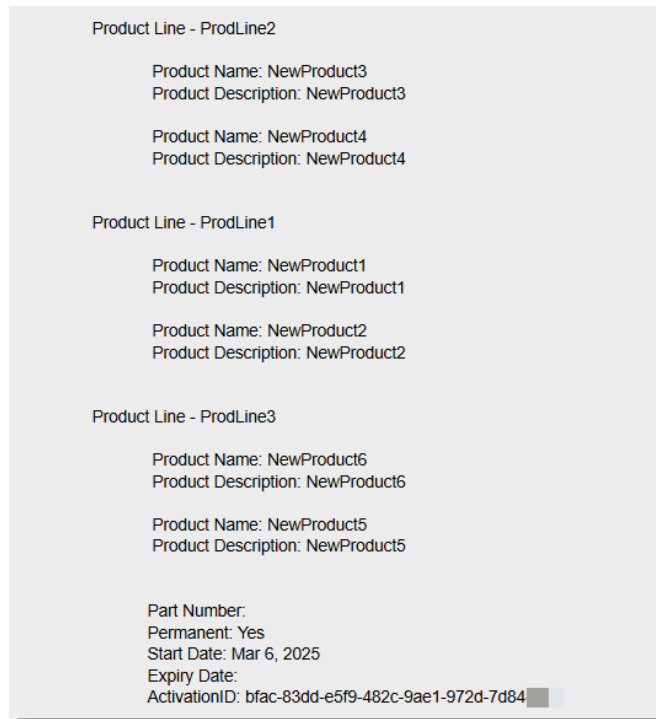 Product Line - ProdLine2
Product Name: NewProduct3
Product Description: NewProduct3
Product Name: NewProduct4
Product Description: NewProduct4
Product Line - ProdLine1
Product Name: NewProduct1
Product Description: NewProduct1
Product Name: NewProduct2
Product Description: NewProduct2
Product Line - ProdLine3
Product Name: NewProduct6
Product Description: NewProduct6
Product Name: NewProduct5
Product Description: NewProduct5
Part Number:
Permanent: Yes
Start Date: Mar 6, 2025
Expiry Date:
ActivationID: bfac-83dd-e5f9-482c-9ae1-972d-7d84